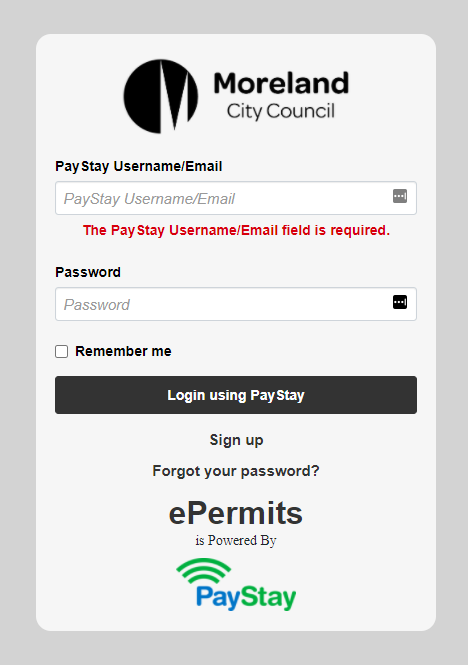 Moreland
City Council
PayStay Username/Email
PayStay Username/Email
The PayStay Username/Email field is required.
Password
Password
Remember me
Login using PayStay
Sign up
Forgot your password?
ePermits
is Powered By
PayStay